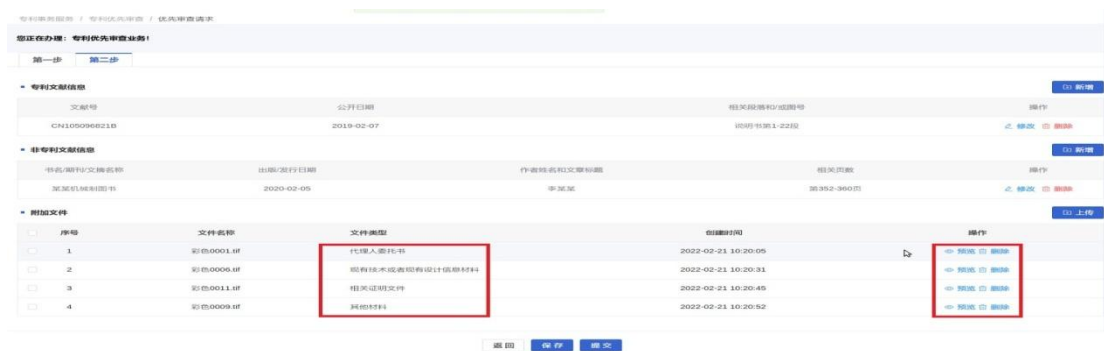 专利事务服务 / 专利优先审查 / 优先审查请求
您正在办理：专利优先审查业务！
第一步 第二步
专利文献信息 新增
文献号 公开日期 相关段落和/或图号 操作
CN105096821B 2019-02-07 说明书第1-22段 修改 删除
非专利文献信息 新增
书名/期刊/文摘名称 出版/发行日期 作者姓名和文章标题 相关页数 操作
某某机械制图书 2020-02-05 李某某 第352-360页 修改 删除
附加文件 上传
序号 文件名称 文件类型 创建时间 操作
1 彩色0001.tif 代理人委托书 2022-02-21 10:20:05 预览 删除
2 彩色0006.tif 现有技术或者现有设计信息材料 2022-02-21 10:20:31 预览 删除
3 彩色0011.tif 相关证明文件 2022-02-21 10:20:45 预览 删除
4 彩色0009.tif 其他材料 2022-02-21 10:20:52 预览 删除
返回 保存 提交